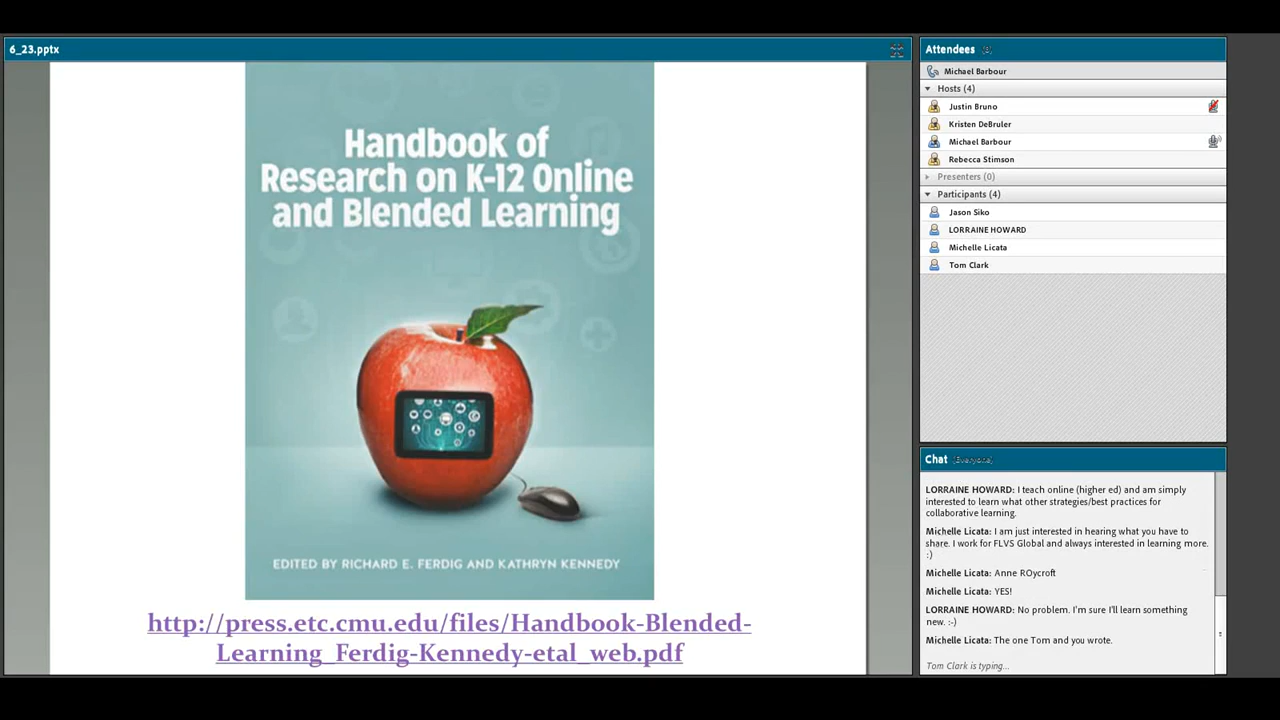 6_23.pptx
Handbook of
Research on K-12 Online
and Blended Learning
EDITED BY RICHARD E. FERDIG AND KATHRYN KENNEDY
http://press.etc.cmu.edu/files/Handbook-Blended-
Learning_Ferdig-Kennedy-etal_web.pdf
Attendees
Michael Barbour
Hosts (4)
Justin Bruno
Kristen DeBruler
Michael Barbour
Rebecca Stimson
Presenters (0)
Participants (4)
Jason Siko
LORRAINE HOWARD
Michelle Licata
Tom Clark
Chat (Everyone)
LORRAINE HOWARD: I teach online (higher ed) and am simply
interested to learn what other strategies/best practices for
collaborative learning.
Michelle Licata: I am just interested in hearing what you have to
share. I work for FLVS Global and always interested in learning more.
:)
Michelle Licata: Anne ROycroft
Michelle Licata: YES!
LORRAINE HOWARD: No problem. I'm sure I'll learn something
new. :-)
Michelle Licata: The one Tom and you wrote.
Tom Clark is typing...